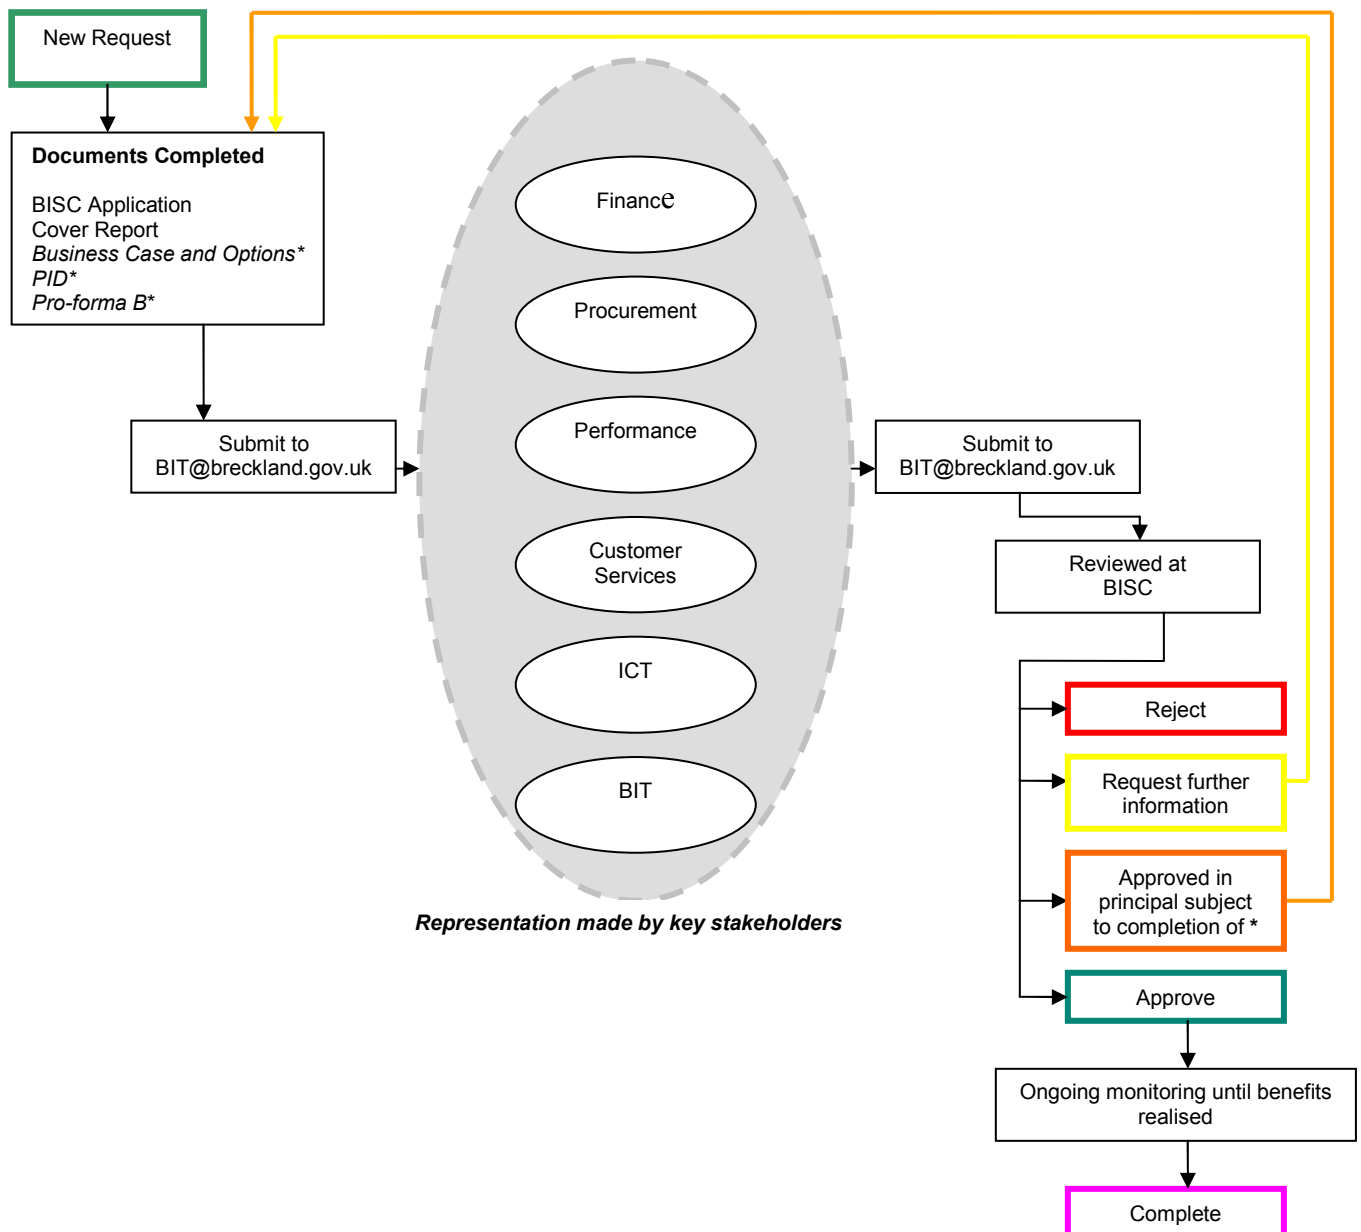 New Request
Documents Completed
BISC Application
Cover Report
Business Case and Options*
PID*
Pro-forma B*
Submit to
BIT@breckland.gov.uk
Finance
Procurement
Performance
Customer
Services
ICT
BIT
Representation made by key stakeholders
Submit to
BIT@breckland.gov.uk
Reviewed at
BISC
Reject
Request further
information
Approved in
principal subject
to completion of *
Approve
Ongoing monitoring until benefits
realised
Complete